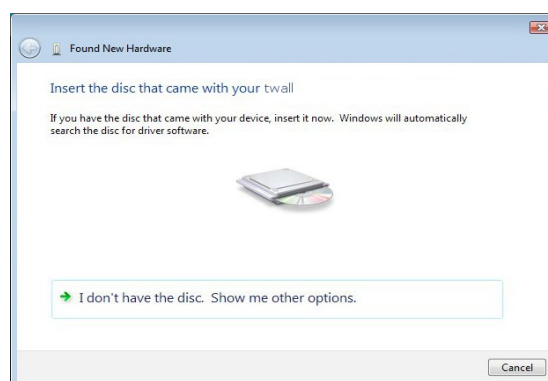 Found New Hardware
Insert the disc that came with your twall
If you have the disc that came with your device, insert it now. Windows will automatically
search the disc for driver software.
I don't have the disc. Show me other options.
Cancel